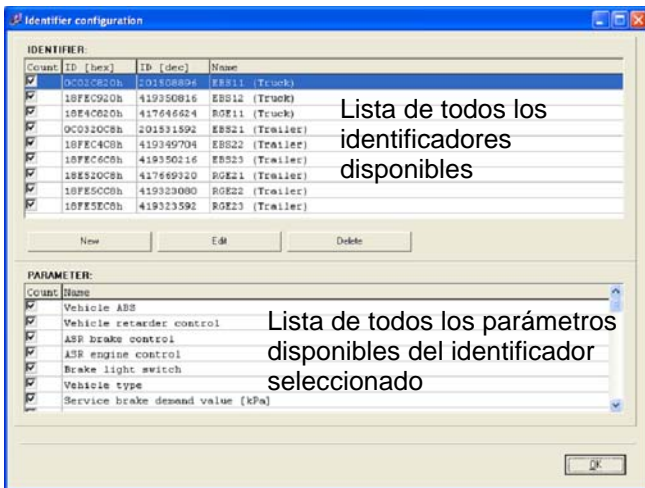 Identifier configuration
IDENTIFIER:
Count ID [hex] ID [dec] Name
0C02C820h 201508896 EBS11 (Truck)
18FEC920h 419350816 EBS12 (Truck)
18E4C820h 417646624 RGE11 (Truck)
0C0320C8h 201531592 EBS21 (Trailer)
18FEC4C8h 419349704 EBS22 (Trailer)
18FEC6C8h 419350216 EBS23 (Trailer)
18E520C8h 417669320 RGE21 (Trailer)
18FE5CC8h 419323080 RGE22 (Trailer)
18FE5EC8h 419323592 RGE23 (Trailer)
Lista de todos los
identificadores
disponibles
New Edit Delete
PARAMETER:
Count Name
Vehicle ABS
Vehicle retarder control
ASR brake control
ASR engine control
Brake light switch
Vehicle type
Service brake demand value [kPa]
Lista de todos los parámetros
disponibles del identificador
seleccionado
OK